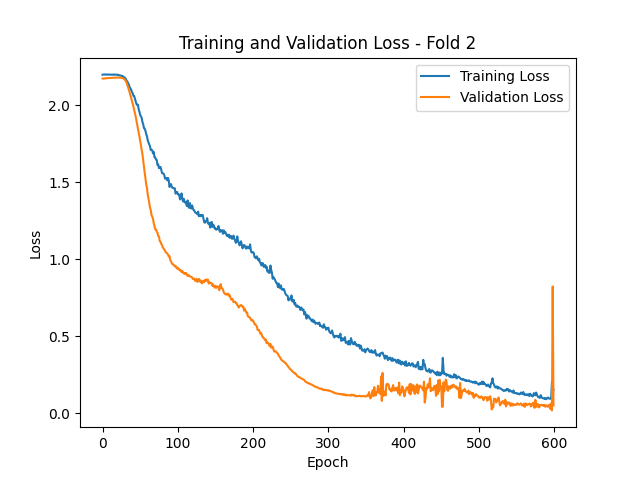 Training and Validation Loss - Fold 2
Training Loss
Validation Loss
2.0
1.5
1.0
0.5
0.0
Loss
0 100 200 300 400 500 600
Epoch